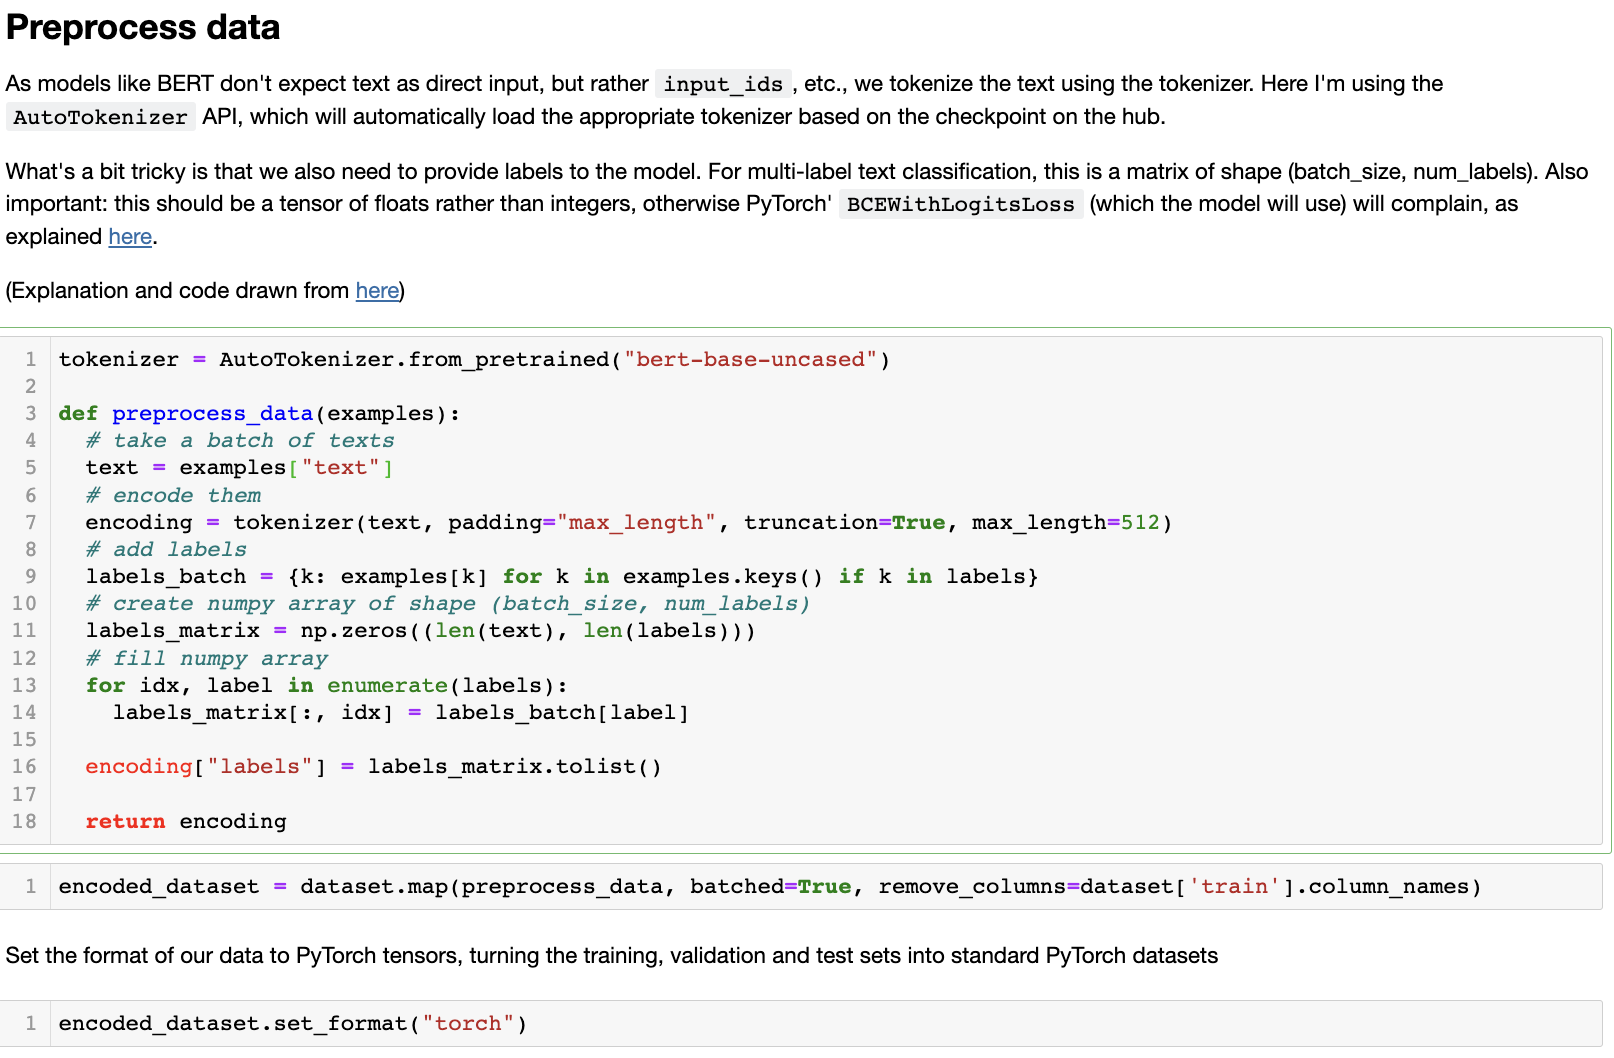 Preprocess data
As models like BERT don't expect text as direct input, but rather input_ids , etc., we tokenize the text using the tokenizer. Here I'm using the
AutoTokenizer API, which will automatically load the appropriate tokenizer based on the checkpoint on the hub.
What's a bit tricky is that we also need to provide labels to the model. For multi-label text classification, this is a matrix of shape (batch_size, num_labels). Also
important: this should be a tensor of floats rather than integers, otherwise PyTorch' BCEWithLogitsLoss (which the model will use) will complain, as
explained here.
(Explanation and code drawn from here)
1 tokenizer = AutoTokenizer.from_pretrained("bert-base-uncased")
2
3 def preprocess_data(examples):
4   # take a batch of texts
5   text = examples["text"]
6   # encode them
7   encoding = tokenizer(text, padding="max_length", truncation=True, max_length=512)
8   # add labels
9   labels_batch = {k: examples[k] for k in examples.keys() if k in labels}
10   # create numpy array of shape (batch_size, num_labels)
11   labels_matrix = np.zeros((len(text), len(labels)))
12   # fill numpy array
13   for idx, label in enumerate(labels):
14     labels_matrix[:, idx] = labels_batch[label]
15
16   encoding["labels"] = labels_matrix.tolist()
17
18   return encoding
1 encoded_dataset = dataset.map(preprocess_data, batched=True, remove_columns=dataset['train'].column_names)
Set the format of our data to PyTorch tensors, turning the training, validation and test sets into standard PyTorch datasets
1 encoded_dataset.set_format("torch")